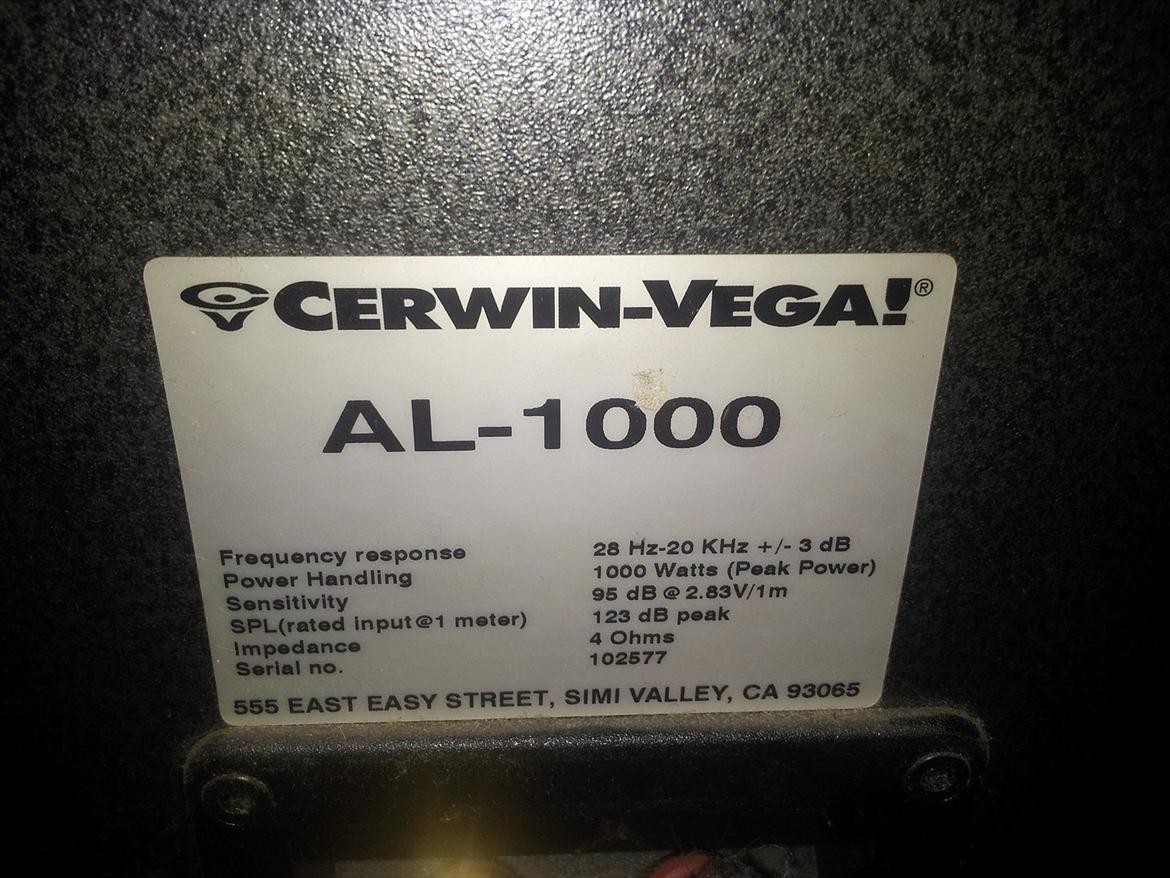 CERWIN-VEGA!®
AL-1000
Frequency response 28 Hz-20 KHz +/- 3 dB
Power Handling 1000 Watts (Peak Power)
Sensitivity 95 dB @ 2.83V/1m
SPL(rated input@1 meter) 123 dB peak
Impedance 4 Ohms
Serial no. 102577
555 EAST EASY STREET, SIMI VALLEY, CA 93065